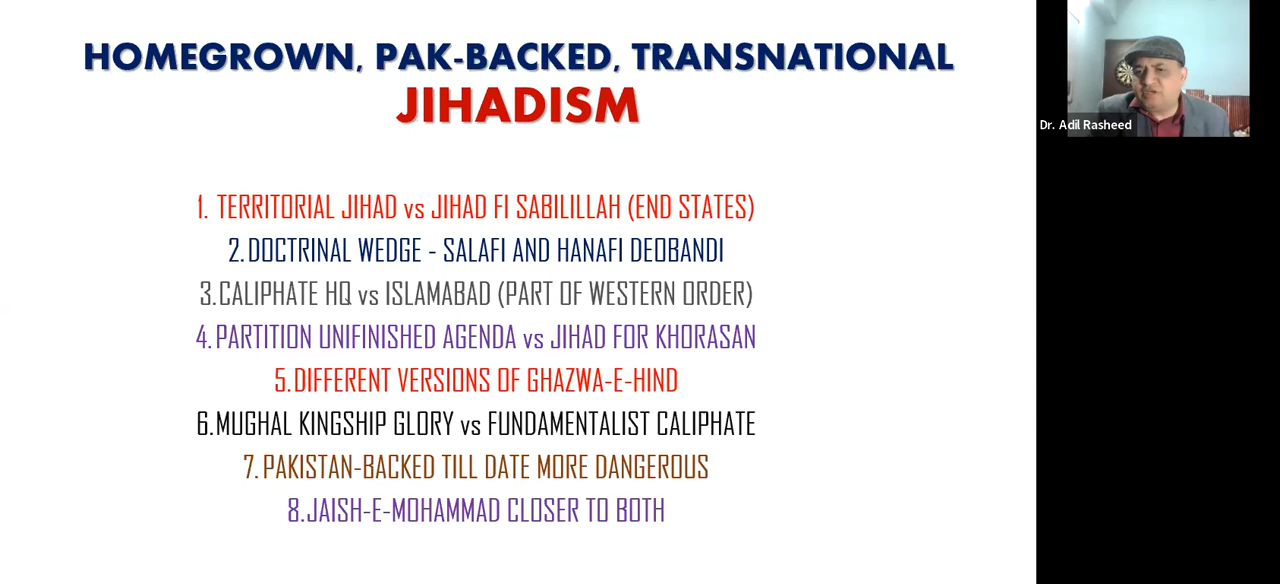 HOMEGROWN, PAK-BACKED, TRANSNATIONAL
JIHADISM
1. TERRITORIAL JIHAD vs JIHAD FI SABILILLAH (END STATES)
2. DOCTRINAL WEDGE - SALAFI AND HANAFI DEOBANDI
3. CALIPHATE HQ vs ISLAMABAD (PART OF WESTERN ORDER)
4. PARTITION UNIFINISHED AGENDA vs JIHAD FOR KHORASAN
5. DIFFERENT VERSIONS OF GHAZWA-E-HIND
6. MUGHAL KINGSHIP GLORY vs FUNDAMENTALIST CALIPHATE
7. PAKISTAN-BACKED TILL DATE MORE DANGEROUS
8. JAISH-E-MOHAMMAD CLOSER TO BOTH
Dr. Adil Rasheed